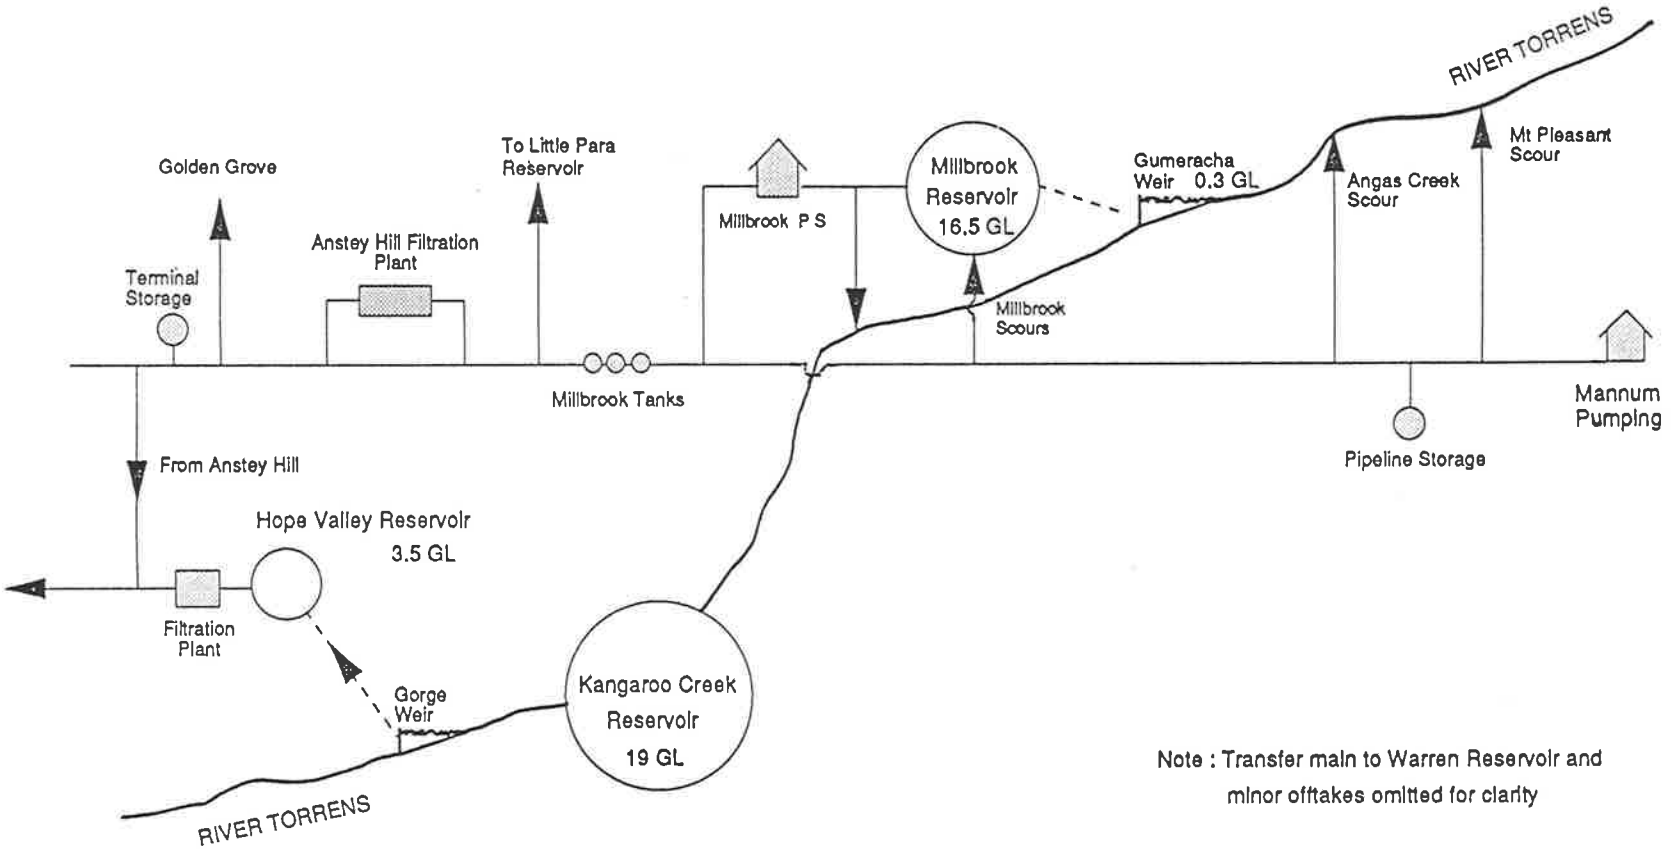 RIVER TORRENS
Mt Pleasant
Scour
Angas Creek
Scour
Gumeracha
Weir 0.3 GL
Millbrook
Reservoir
16.5 GL
Millbrook P S
To Little Para
Reservoir
Golden Grove
Anstey Hill Filtration
Plant
Terminal
Storage
Millbrook
Scours
Millbrook Tanks
Mannum
Pumping
Pipeline Storage
From Anstey Hill
Hope Valley Reservoir
3.5 GL
Filtration
Plant
Gorge
Weir
Kangaroo Creek
Reservoir
19 GL
RIVER TORRENS
Note : Transfer main to Warren Reservoir and
minor offtakes omitted for clarity